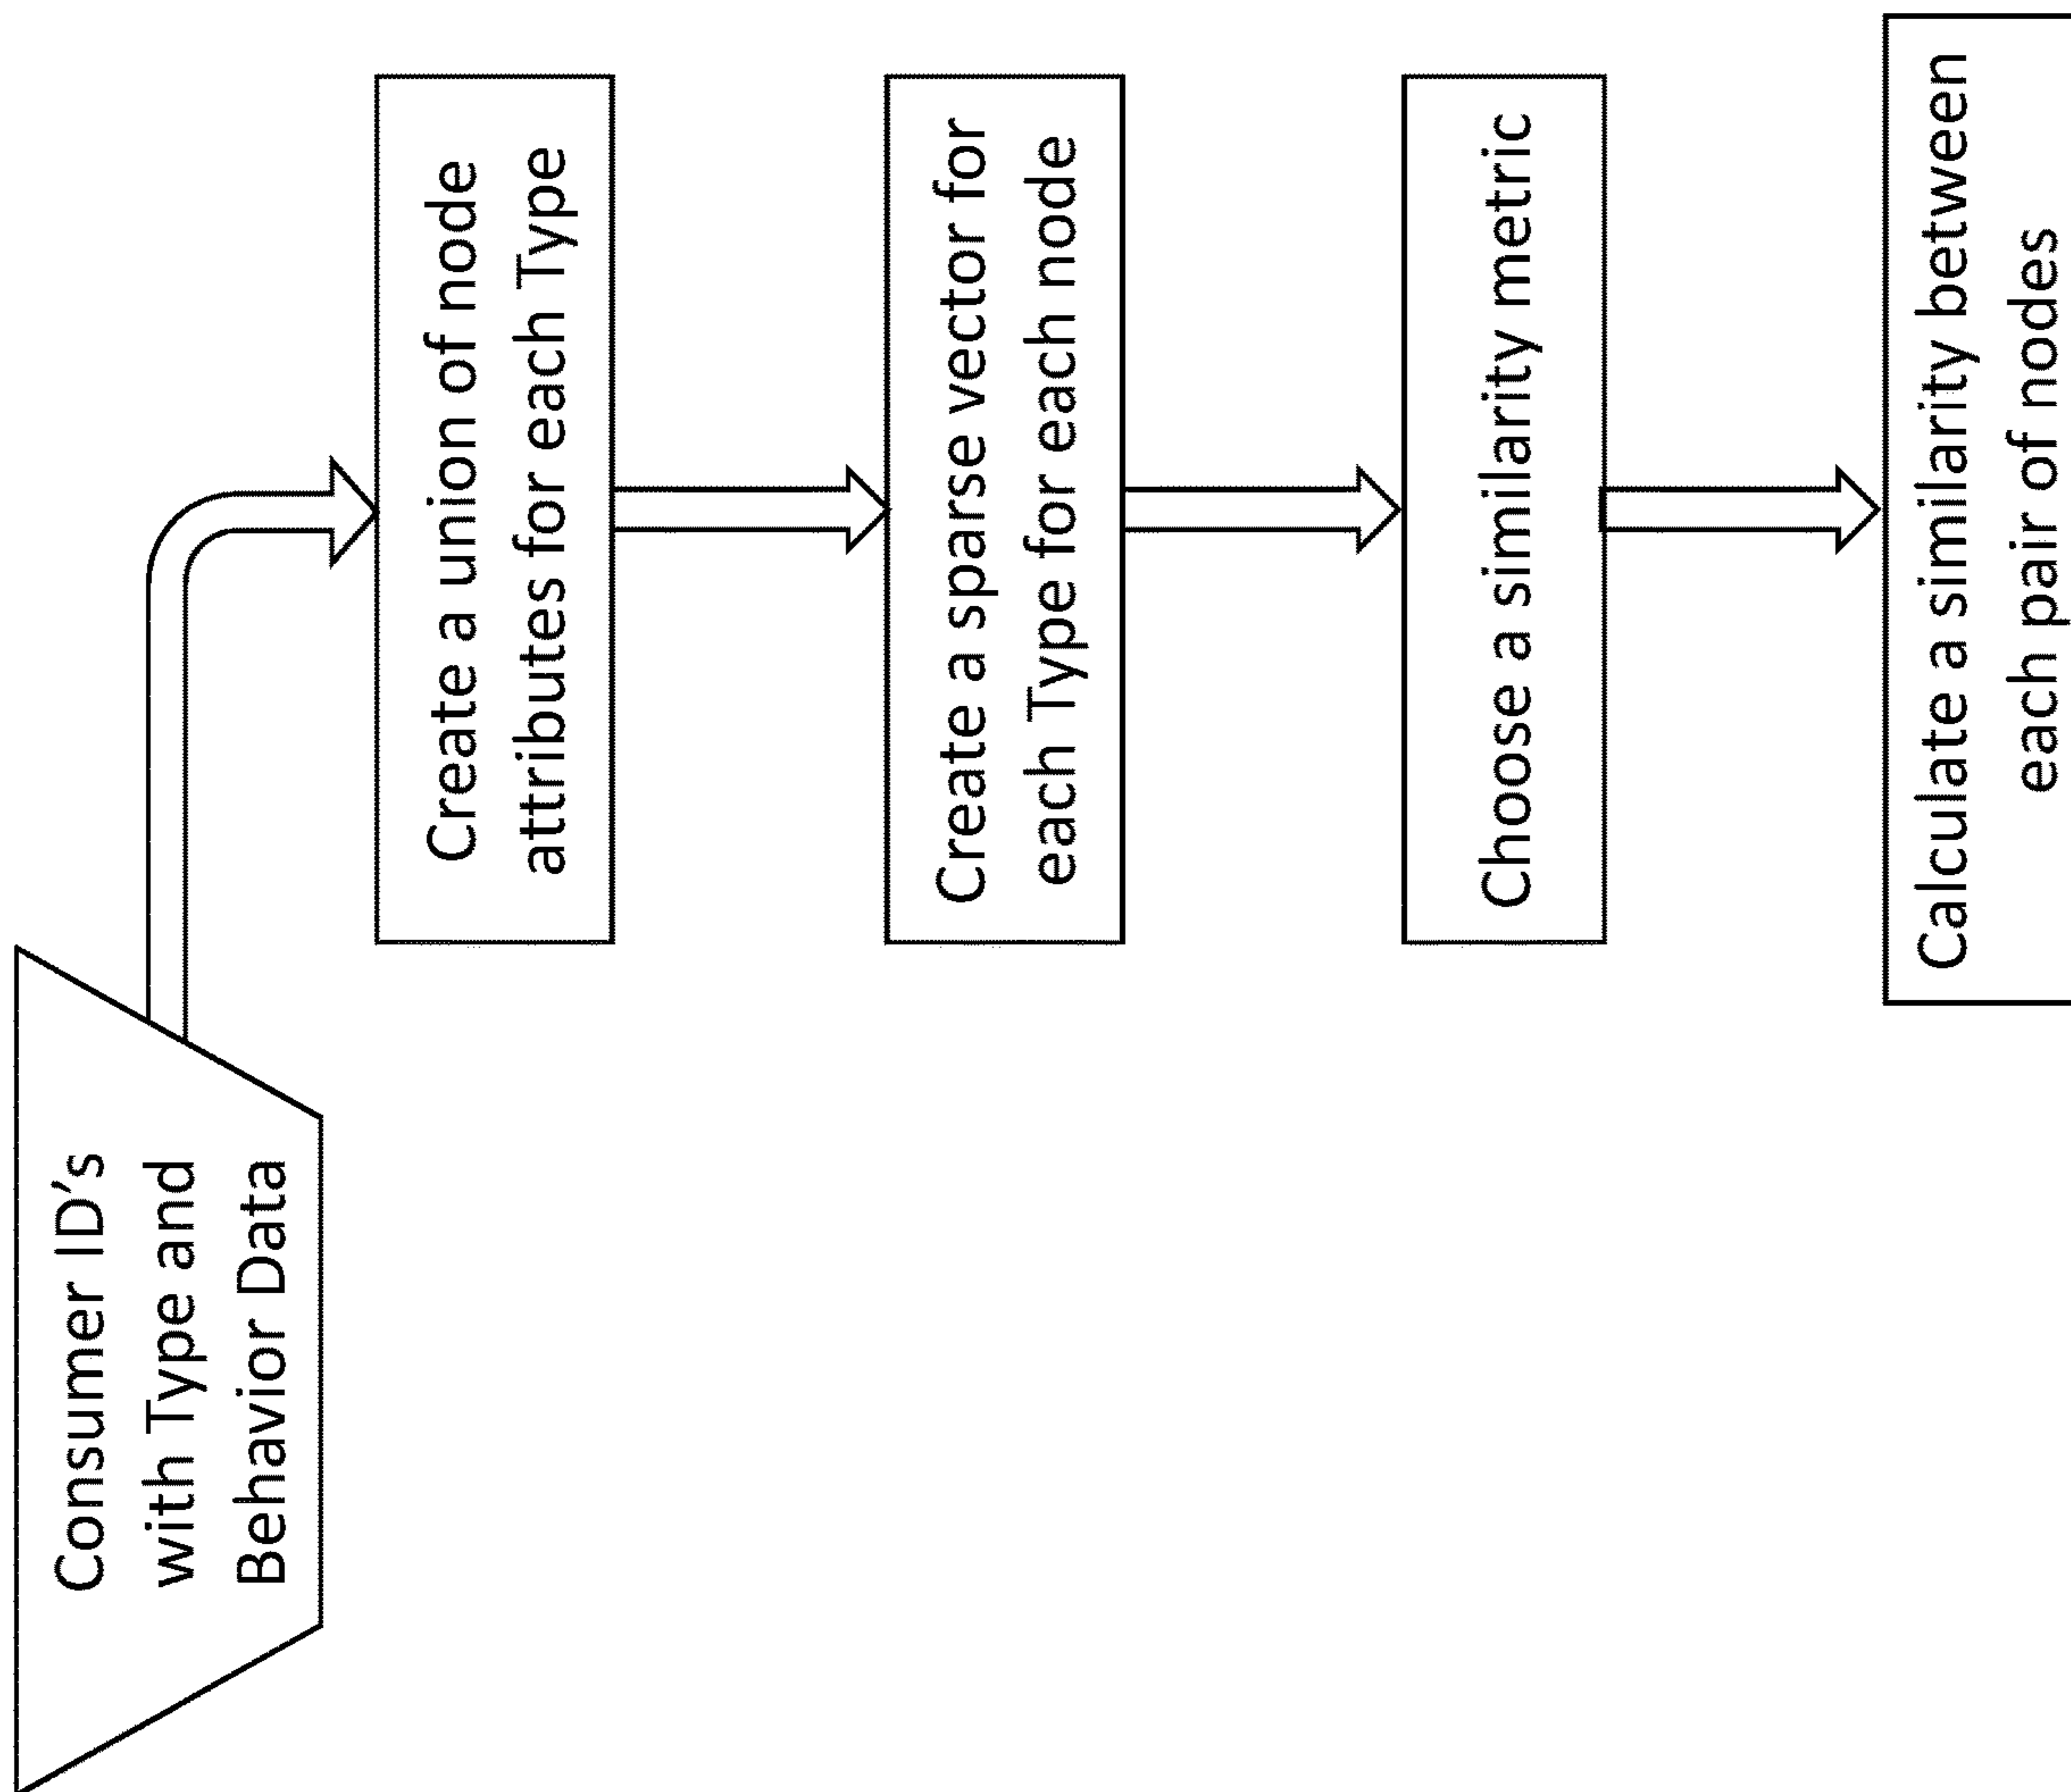 Consumer ID's
with Type and
Behavior Data
Create a union of node
attributes for each Type
Create a sparse vector for
each Type for each node
Choose a similarity metric
Calculate a similarity between
each pair of nodes